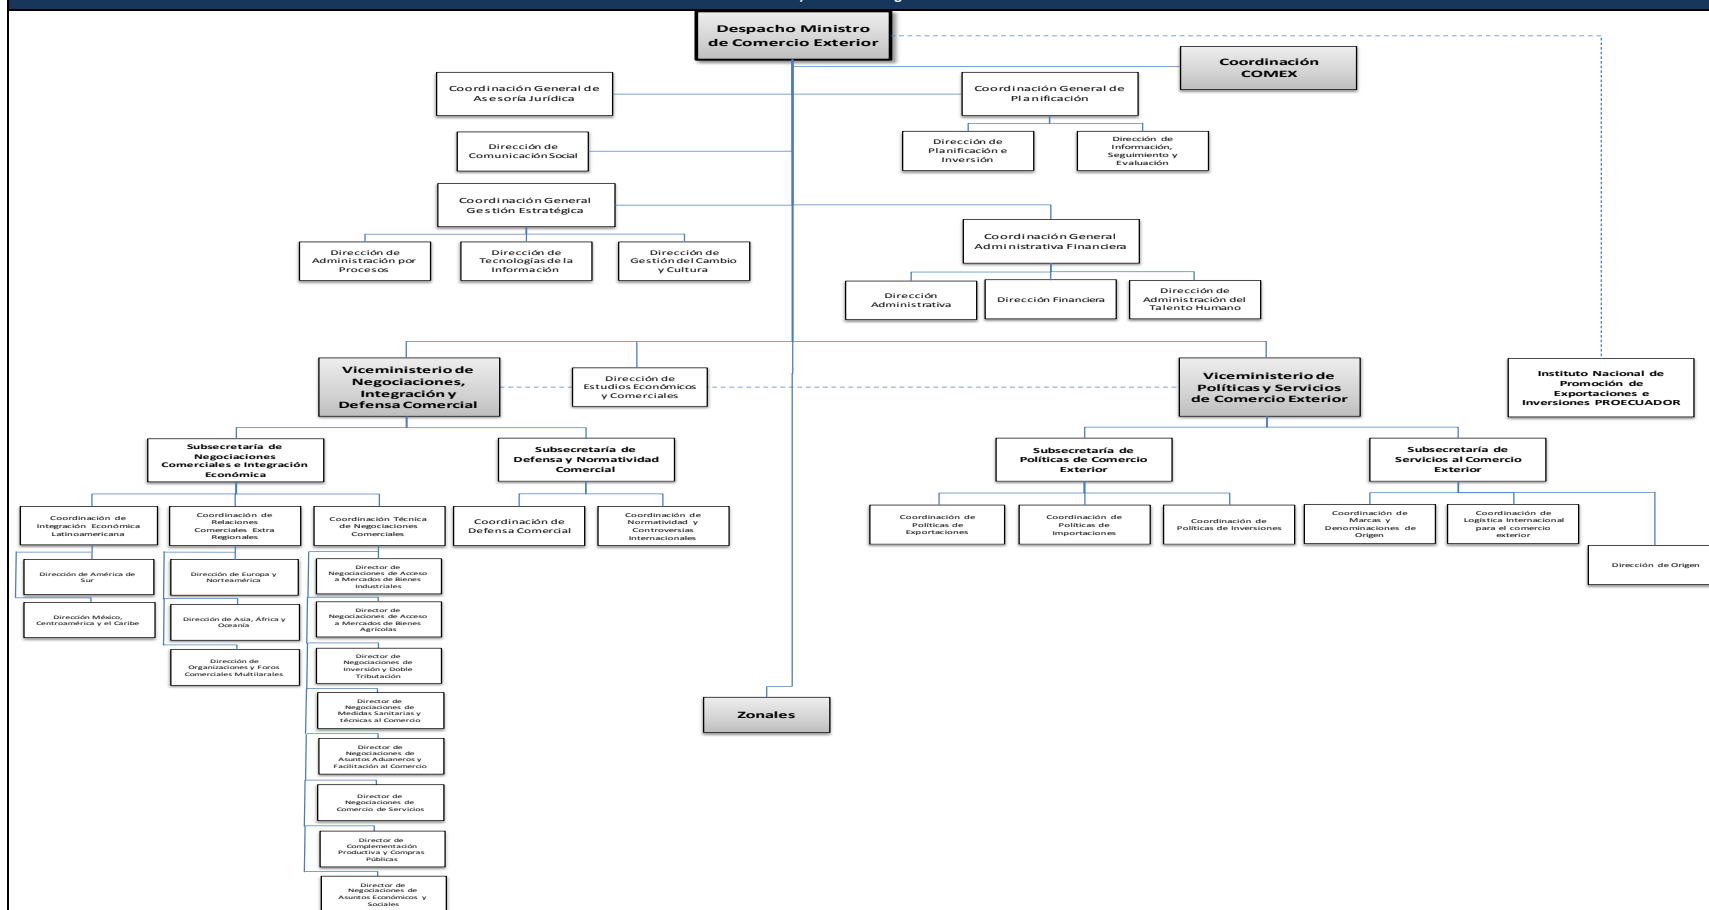 Despacho Ministro
de Comercio Exterior
Coordinación
COMEX
Coordinación General de
Asesoría Jurídica
Coordinación General de
Planificación
Dirección de
Comunicación Social
Dirección de
Planificación e
Inversión
Dirección de
Información,
Seguimiento y
Evaluación
Coordinación General
Gestión Estratégica
Coordinación General
Administrativa Financiera
Dirección de
Administración por
Procesos
Dirección de
Tecnologías de la
Información
Dirección de
Gestión del Cambio
y Cultura
Dirección
Administrativa
Dirección Financiera
Dirección de
Administración del
Talento Humano
Viceministerio de
Negociaciones,
Integración y
Defensa Comercial
Dirección de
Estudios Económicos
y Comerciales
Viceministerio de
Políticas y Servicios
de Comercio Exterior
Instituto Nacional de
Promoción de
Exportaciones e
Inversiones PROECUADOR
Subsecretaría de
Negociaciones
Comerciales e Integración
Económica
Subsecretaría de
Defensa y Normatividad
Comercial
Subsecretaría de
Políticas de Comercio
Exterior
Subsecretaría de
Servicios al Comercio
Exterior
Coordinación de
Integración Económica
Latinoamericana
Coordinación de
Relaciones
Comerciales Extra
Regionales
Coordinación Técnica
de Negociaciones
Comerciales
Coordinación de
Defensa Comercial
Coordinación de
Normatividad y
Controversias
Internacionales
Coordinación de
Políticas de
Exportaciones
Coordinación de
Políticas de
Importaciones
Coordinación de
Políticas de Inversiones
Coordinación de
Marcas y
Denominaciones de
Origen
Coordinación de
Logística Internacional
para el comercio
exterior
Dirección de Origen
Dirección de América de
Sur
Dirección México,
Centroamérica y el Caribe
Dirección de Europa y
Norteamérica
Dirección de Asia, África y
Oceanía
Dirección de
Organizaciones y Foros
Comerciales Multilarales
Director de
Negociaciones de Acceso
a Mercados de Bienes
Industriales
Director de
Negociaciones de Acceso
a Mercados de Bienes
Agrícolas
Director de
Negociaciones de
Inversión y Doble
Tributación
Director de
Negociaciones de
Medidas Sanitarias y
técnicas al Comercio
Director de
Negociaciones de
Asuntos Aduaneros y
Facilitación al Comercio
Director de
Negociaciones de
Comercio de Servicios
Director de
Complementación
Productiva y Compras
Públicas
Director de
Negociaciones de
Asuntos Económicos y
Sociales
Zonales